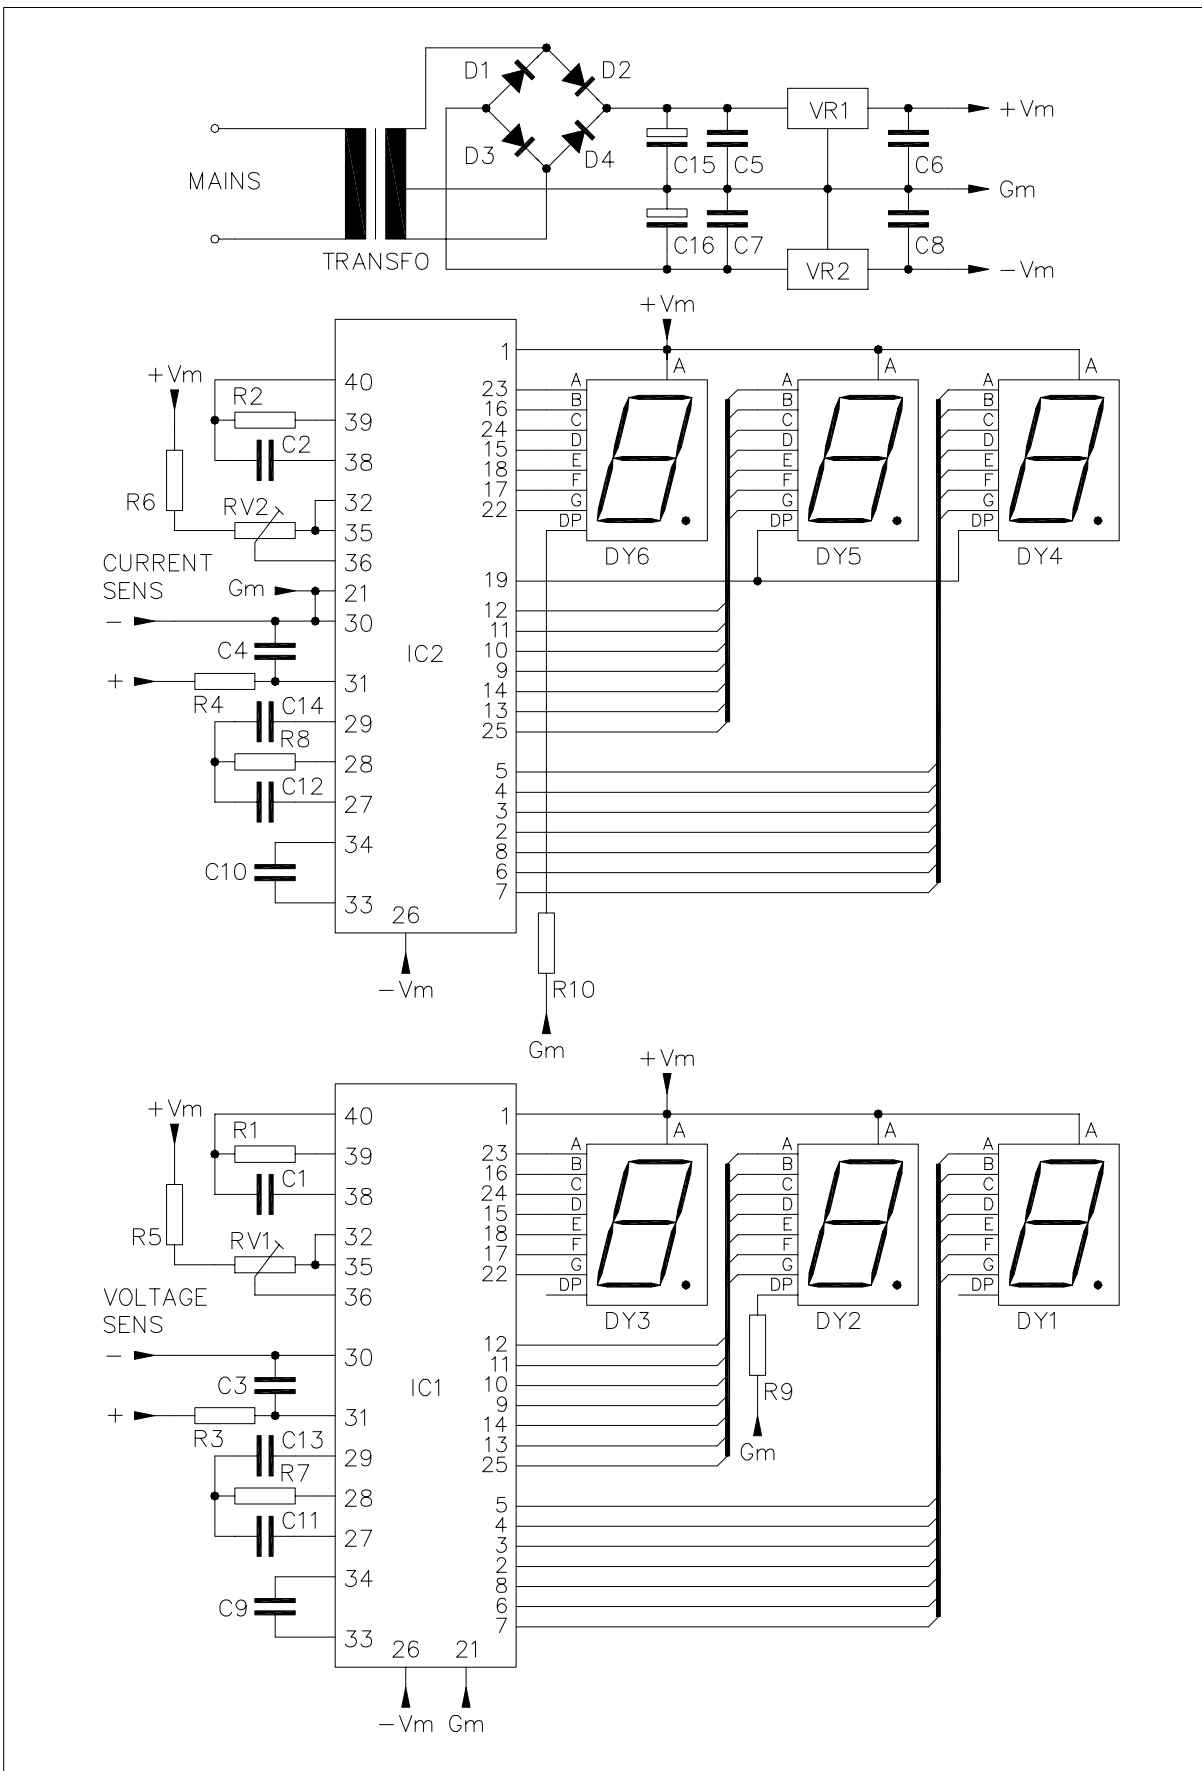 D1 D2
VR1 +Vm
D3 D4 C15 C5 C6
MAINS Gm
C16 C7 C8
TRANSFO VR2 -Vm
+Vm
1
A A A
+Vm 40 23 A A A
R2 16 B B B
39 24 C C C
C2 15 D D D
38 18 E E E
17 F F F
R6 RV2 32 22 G G G
35 DP DP DP
36 DY6 DY5 DY4
CURRENT
SENS
Gm 21 19
- 30 12
11
C4 IC2 10
9
+ 31 14
R4 C14 13
29 25
R8
28 5
C12 4
27 3
2
34 8
C10 6
33 7
26
-Vm R10
Gm
+Vm
+Vm 40 1
A A A
R1 23 A A A
39 16 B B B
C1 24 C C C
38 15 D D D
18 E E E
R5 RV1 32 17 F F F
35 22 G G G
36 DP DP DP
VOLTAGE
SENS
DY3 DY2 DY1
- 30 12
11
C3 IC1 10 R9
9
+ 31 14
R3 C13 13 Gm
29 25
R7
28 5
C11 4
27 3
2
34 8
C9 6
33 7
26 21
-Vm Gm